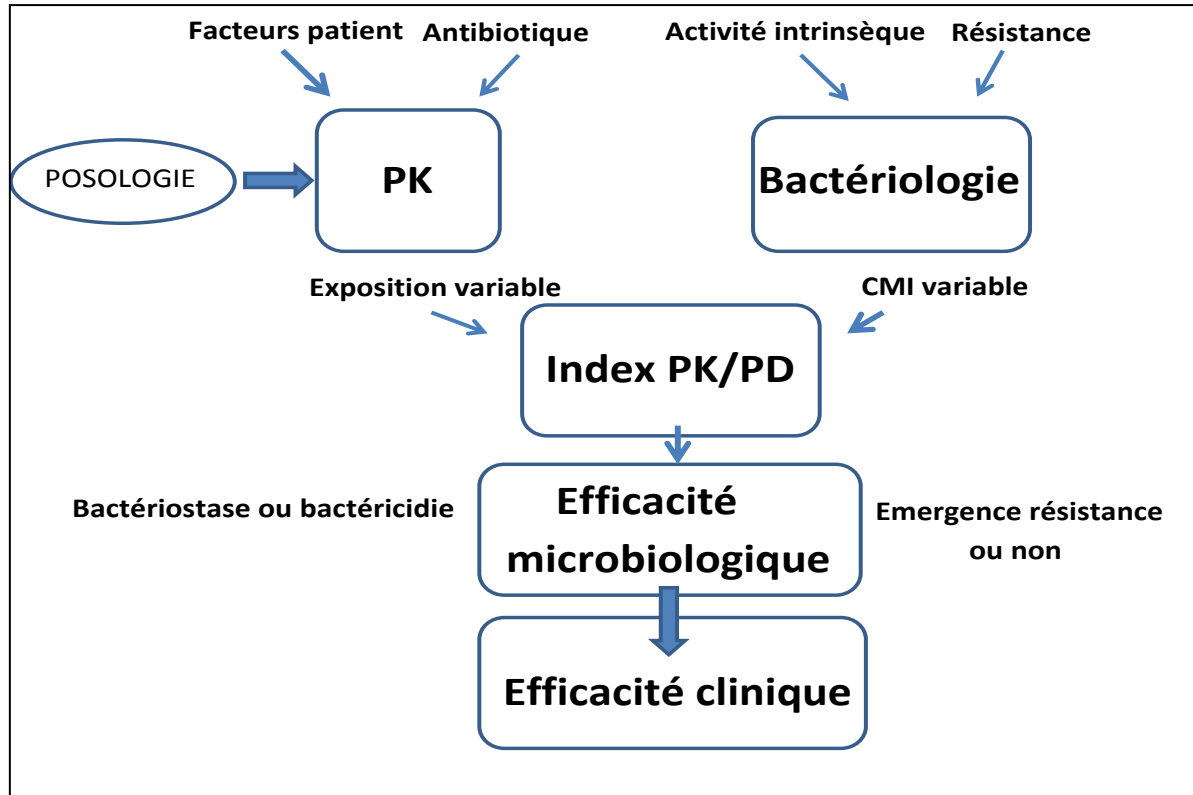 Facteurs patient
Antibiotique
Activité intrinsèque
Résistance
POSOLOGIE
PK
Bactériologie
Exposition variable
CMI variable
Index PK/PD
Bactériostase ou bactéricidie
Efficacité
microbiologique
Emergence résistance
ou non
Efficacité clinique